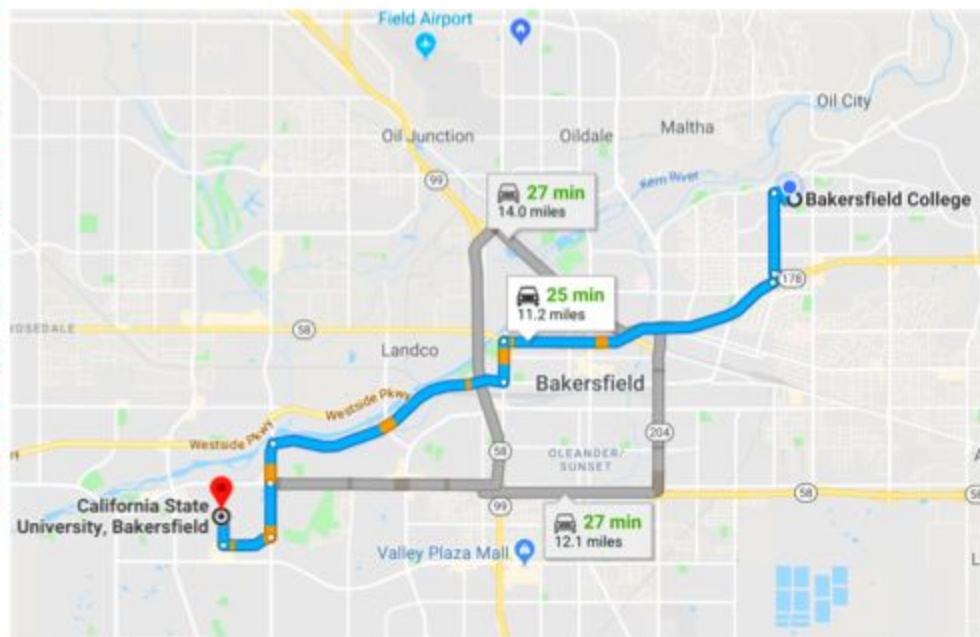 Field Airport
Oil City
Oil Junction
Oildale
Maltha
99
Kern River
27 min
14.0 miles
Bakersfield College
178
25 min
11.2 miles
ROSEDALE
58
Landco
Bakersfield
Westside Pkwy
Westside Pkwy
58
204
OLEANDER/
SUNSET
California State
University, Bakersfield
99
58
58
27 min
12.1 miles
Valley Plaza Mall